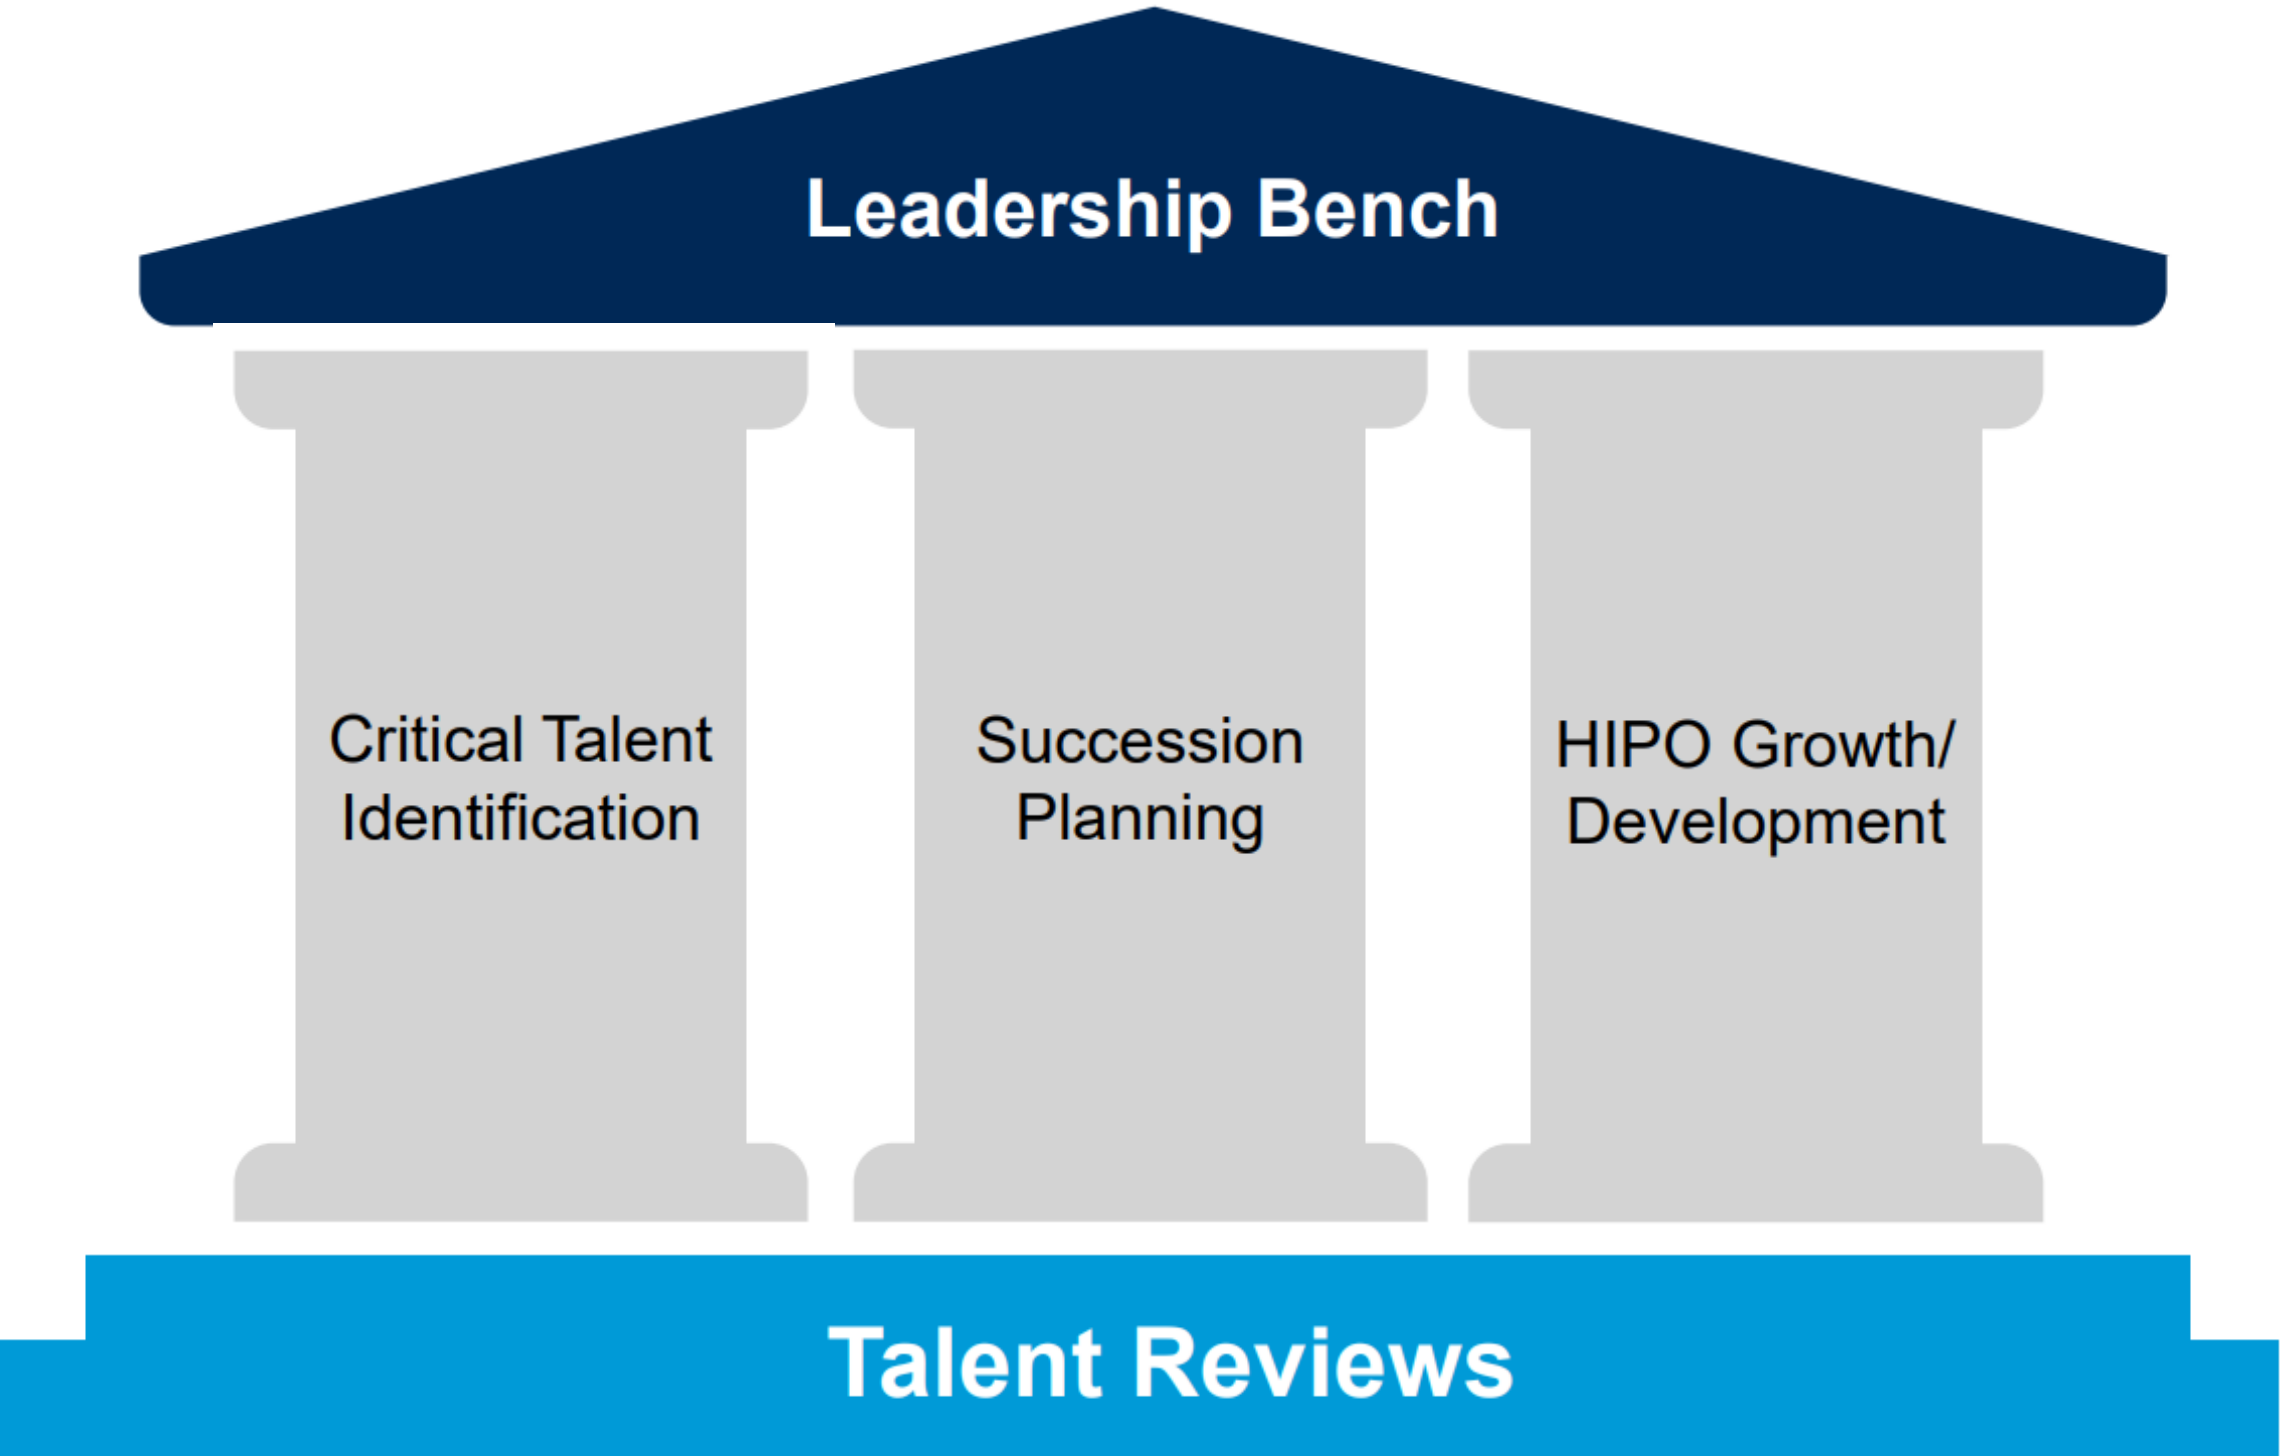 Leadership Bench
Critical Talent
Identification
Succession
Planning
HIPO Growth/
Development
Talent Reviews